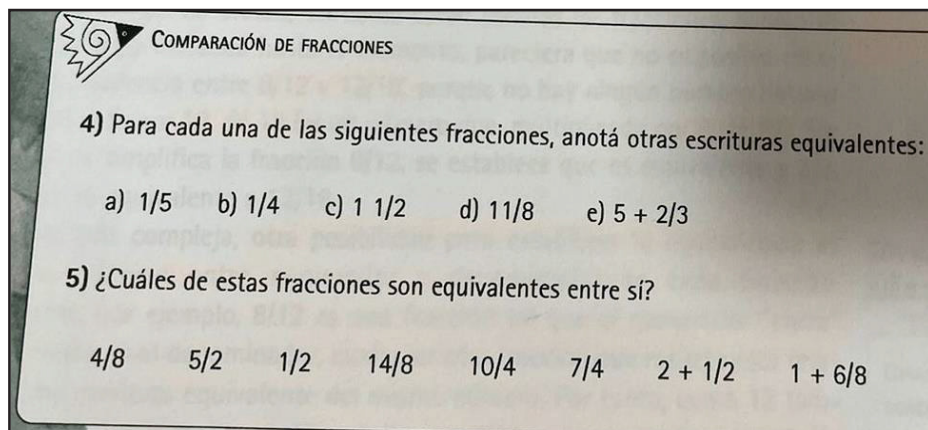 COMPARACIÓN DE FRACCIONES
4) Para cada una de las siguientes fracciones, anotá otras escrituras equivalentes:
a) 1/5 b) 1/4 c) 1 1/2 d) 11/8 e) 5 + 2/3
5) ¿Cuáles de estas fracciones son equivalentes entre sí?
4/8 5/2 1/2 14/8 10/4 7/4 2 + 1/2 1 + 6/8